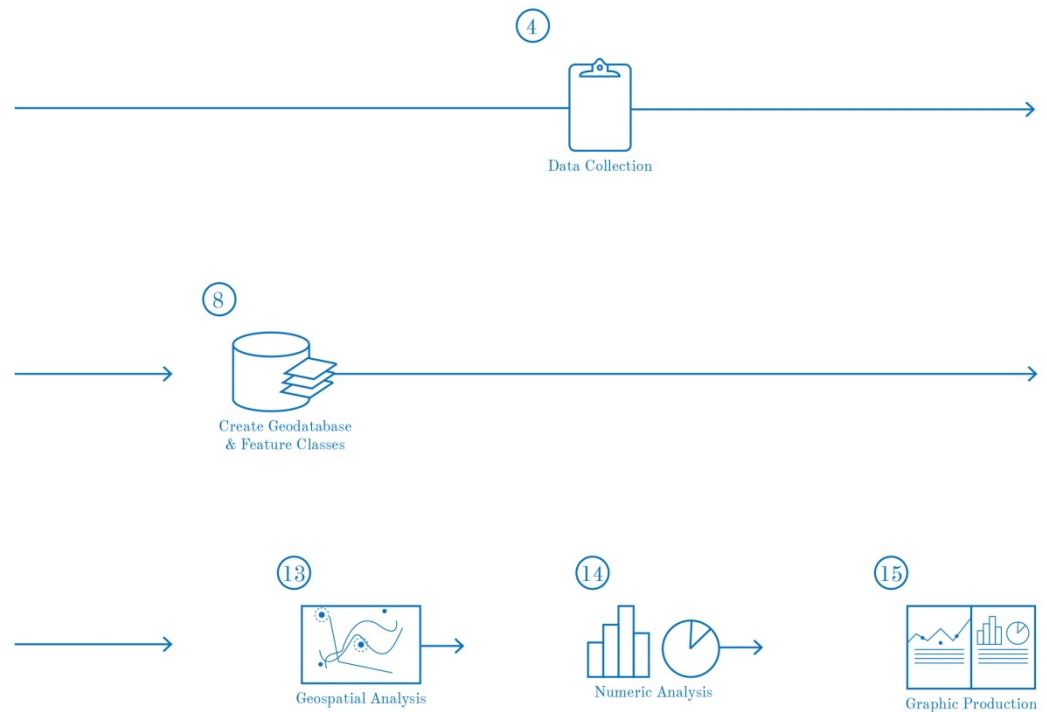 4
Data Collection
8
Create Geodatabase
& Feature Classes
13
14
15
Geospatial Analysis
Numeric Analysis
Graphic Production